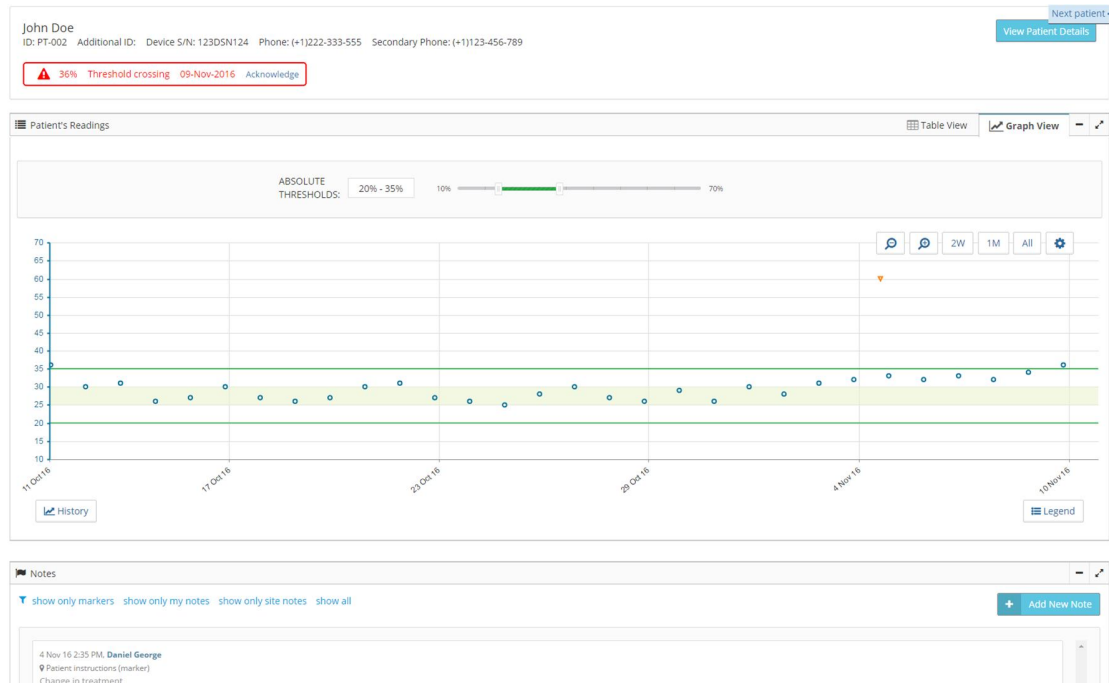 Next patient
John Doe
View Patient Details
ID: PT-002 Additional ID: Device S/N: 123DSN124 Phone: (+1)222-333-555 Secondary Phone: (+1)123-456-789
36% Threshold crossing 09-Nov-2016 Acknowledge
Patient's Readings
Table View
Graph View
ABSOLUTE
THRESHOLDS:
20% - 35%
10%
70%
2W
1M
All
70
65
60
55
50
45
40
35
30
25
20
15
10
11 Oct 16
17 Oct 16
23 Oct 16
29 Oct 16
4 Nov 16
10 Nov 16
History
Legend
Notes
show only markers show only my notes show only site notes show all
+ Add New Note
4 Nov 16 2:35 PM, Daniel George
Patient instructions (marker)
Change in treatment